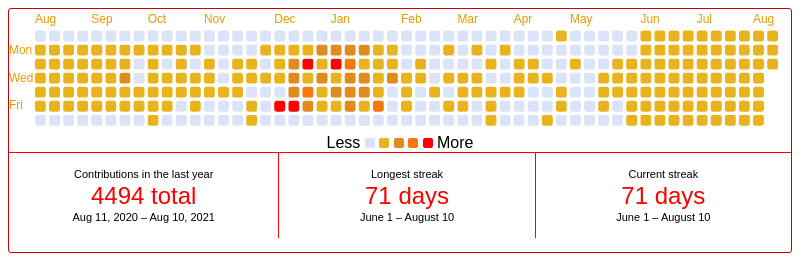 Aug Sep Oct Nov Dec Jan Feb Mar Apr May Jun Jul Aug
Mon
Wed
Fri
Less More
Contributions in the last year
4494 total
Aug 11, 2020 – Aug 10, 2021
Longest streak
71 days
June 1 – August 10
Current streak
71 days
June 1 – August 10